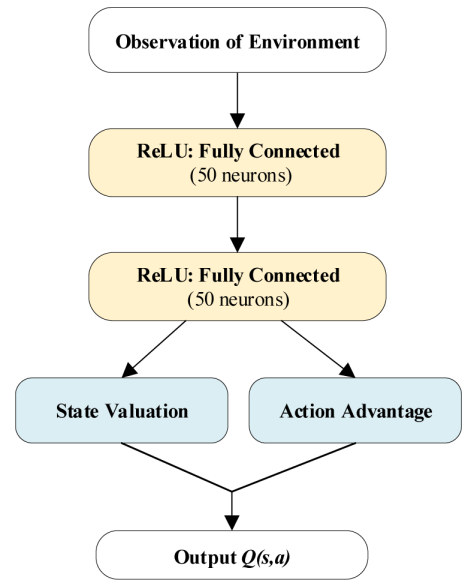 Observation of Environment
ReLU: Fully Connected
(50 neurons)
ReLU: Fully Connected
(50 neurons)
State Valuation
Action Advantage
Output Q(s,a)